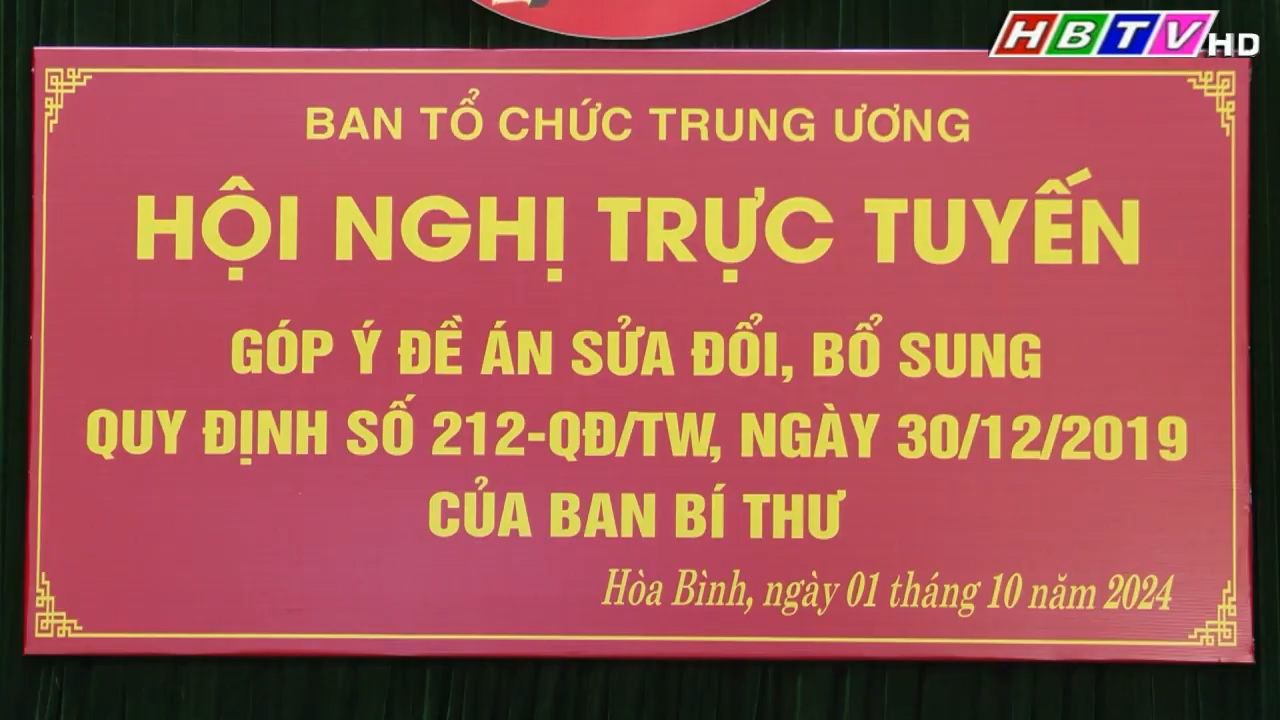 HBTV HD
BAN TỔ CHỨC TRUNG ƯƠNG
HỘI NGHỊ TRỰC TUYẾN
GÓP Ý ĐỀ ÁN SỬA ĐỔI, BỔ SUNG
QUY ĐỊNH SỐ 212-QĐ/TW, NGÀY 30/12/2019
CỦA BAN BÍ THƯ
Hòa Bình, ngày 01 tháng 10 năm 2024